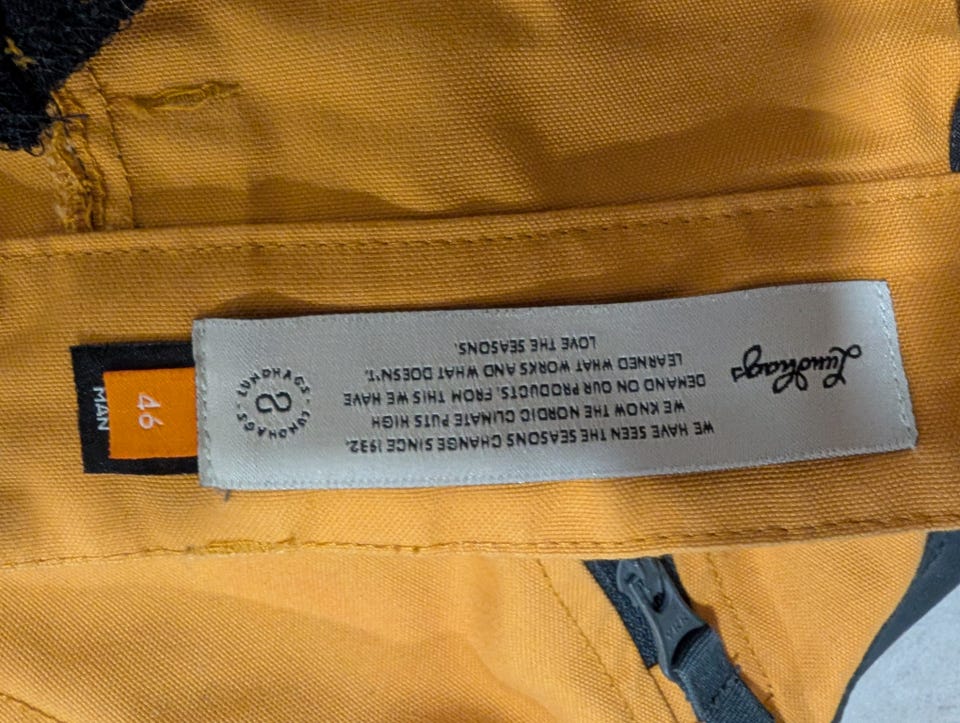 Lundhags
WE HAVE SEEN THE SEASONS CHANGE SINCE 1932.
WE KNOW THE NORDIC CLIMATE PUTS HIGH
DEMAND ON OUR PRODUCTS. FROM THIS WE HAVE
LEARNED WHAT WORKS AND WHAT DOESN'T.
LOVE THE SEASONS.
LUNDHAGS - LUNDHAGS -
46
MAN
YKK